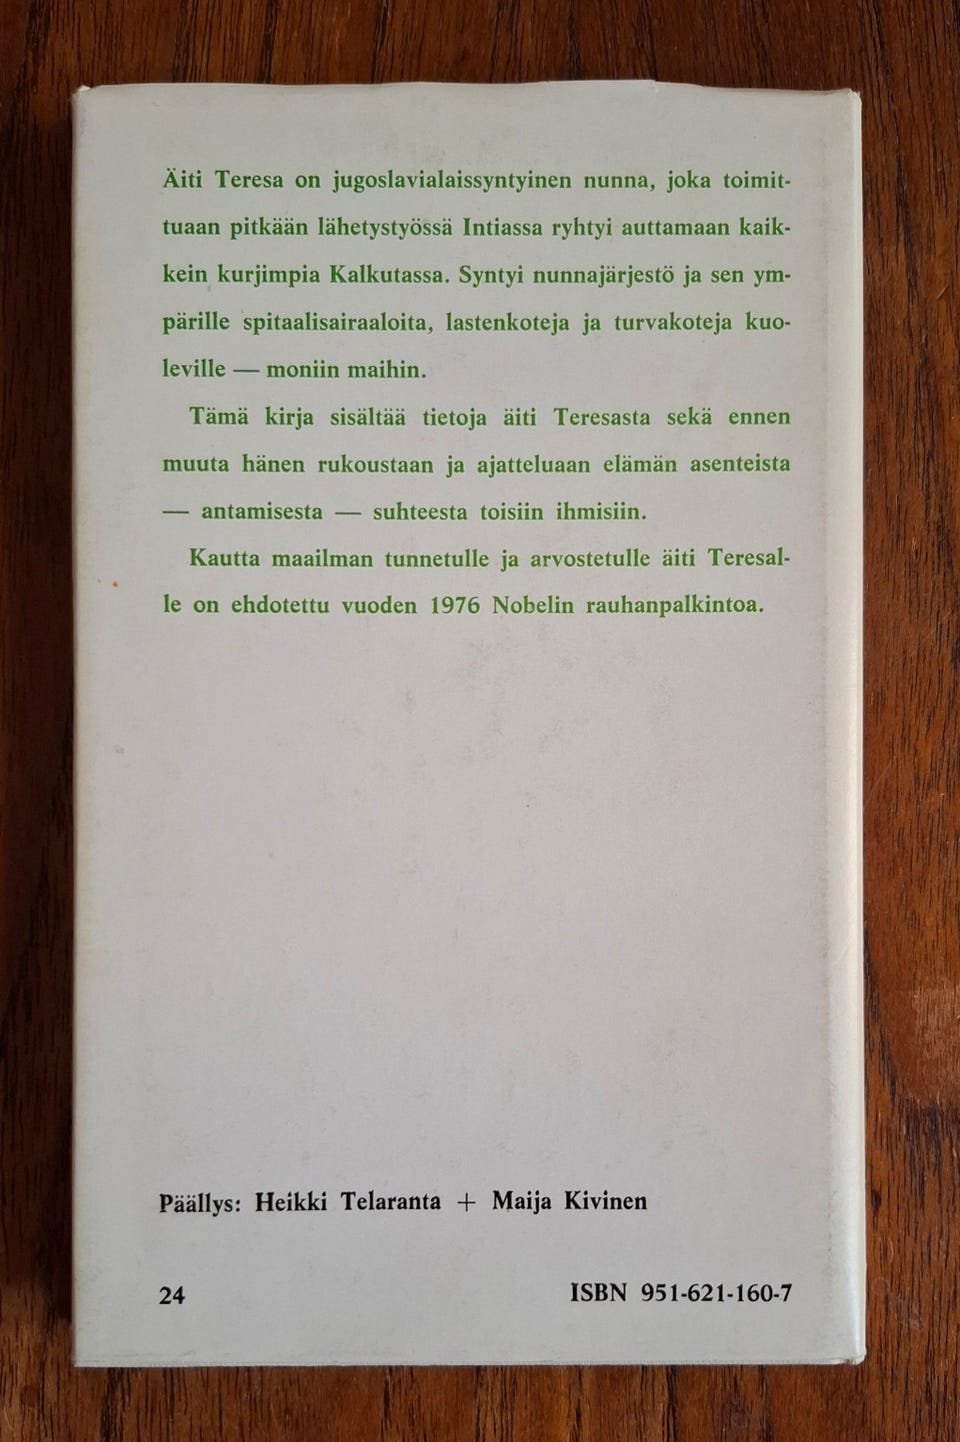 Äiti Teresa on jugoslavialaissyntyinen nunna, joka toimit-
tuaan pitkään lähetystyössä Intiassa ryhtyi auttamaan kaik-
kein kurjimpia Kalkutassa. Syntyi nunnajärjestö ja sen ym-
pärille spitaalisairaaloita, lastenkoteja ja turvakoteja kuo-
leville — moniin maihin.
Tämä kirja sisältää tietoja äiti Teresasta sekä ennen
muuta hänen rukoustaan ja ajatteluaan elämän asenteista
— antamisesta — suhteesta toisiin ihmisiin.
Kautta maailman tunnetulle ja arvostetulle äiti Teresal-
le on ehdotettu vuoden 1976 Nobelin rauhanpalkintoa.
Päällys: Heikki Telaranta + Maija Kivinen
24 ISBN 951-621-160-7